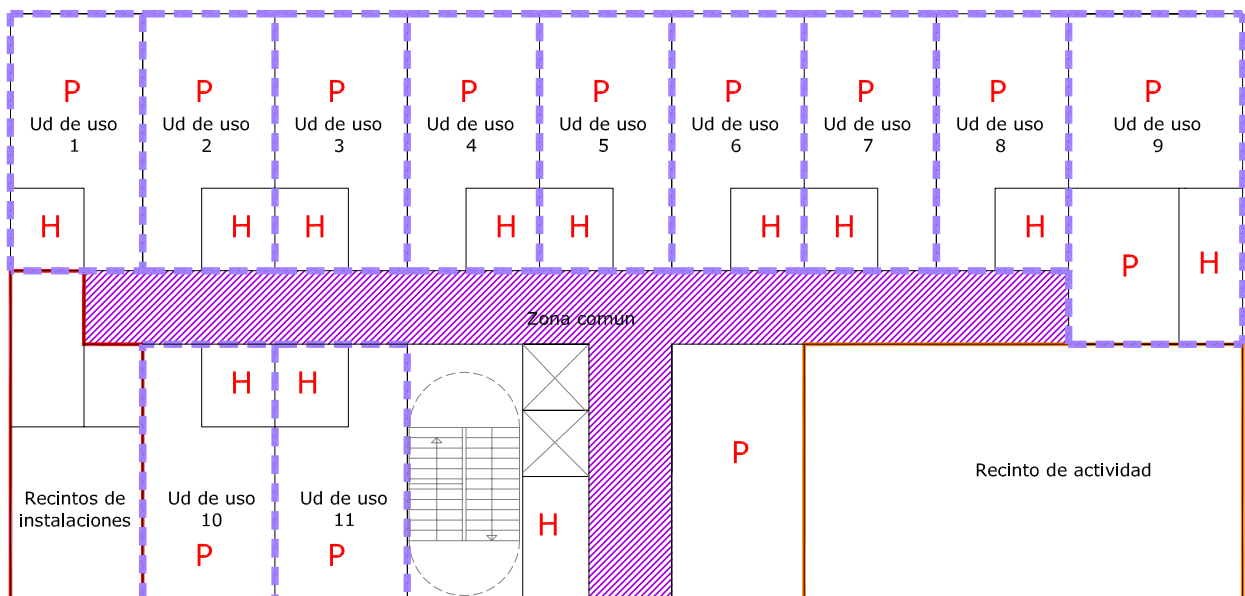 P P P P P P P P P
Ud de uso Ud de uso Ud de uso Ud de uso Ud de uso Ud de uso Ud de uso Ud de uso Ud de uso
1 2 3 4 5 6 7 8 9
H H H H H H H H
P H
Zona común
H H
P
Recinto de actividad
Recintos de Ud de uso Ud de uso
instalaciones 10 11
H
P P